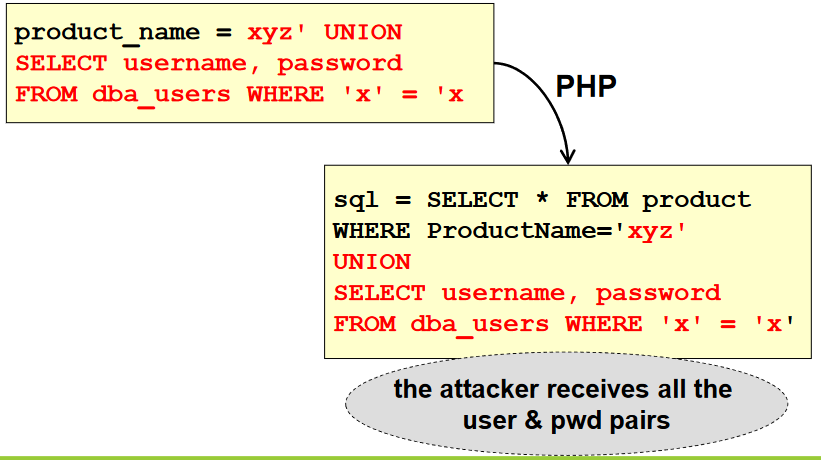 product_name = xyz' UNION
SELECT username, password
FROM dba_users WHERE 'x' = 'x
PHP
sql = SELECT * FROM product
WHERE ProductName='xyz'
UNION
SELECT username, password
FROM dba_users WHERE 'x' = 'x'
the attacker receives all the
user & pwd pairs